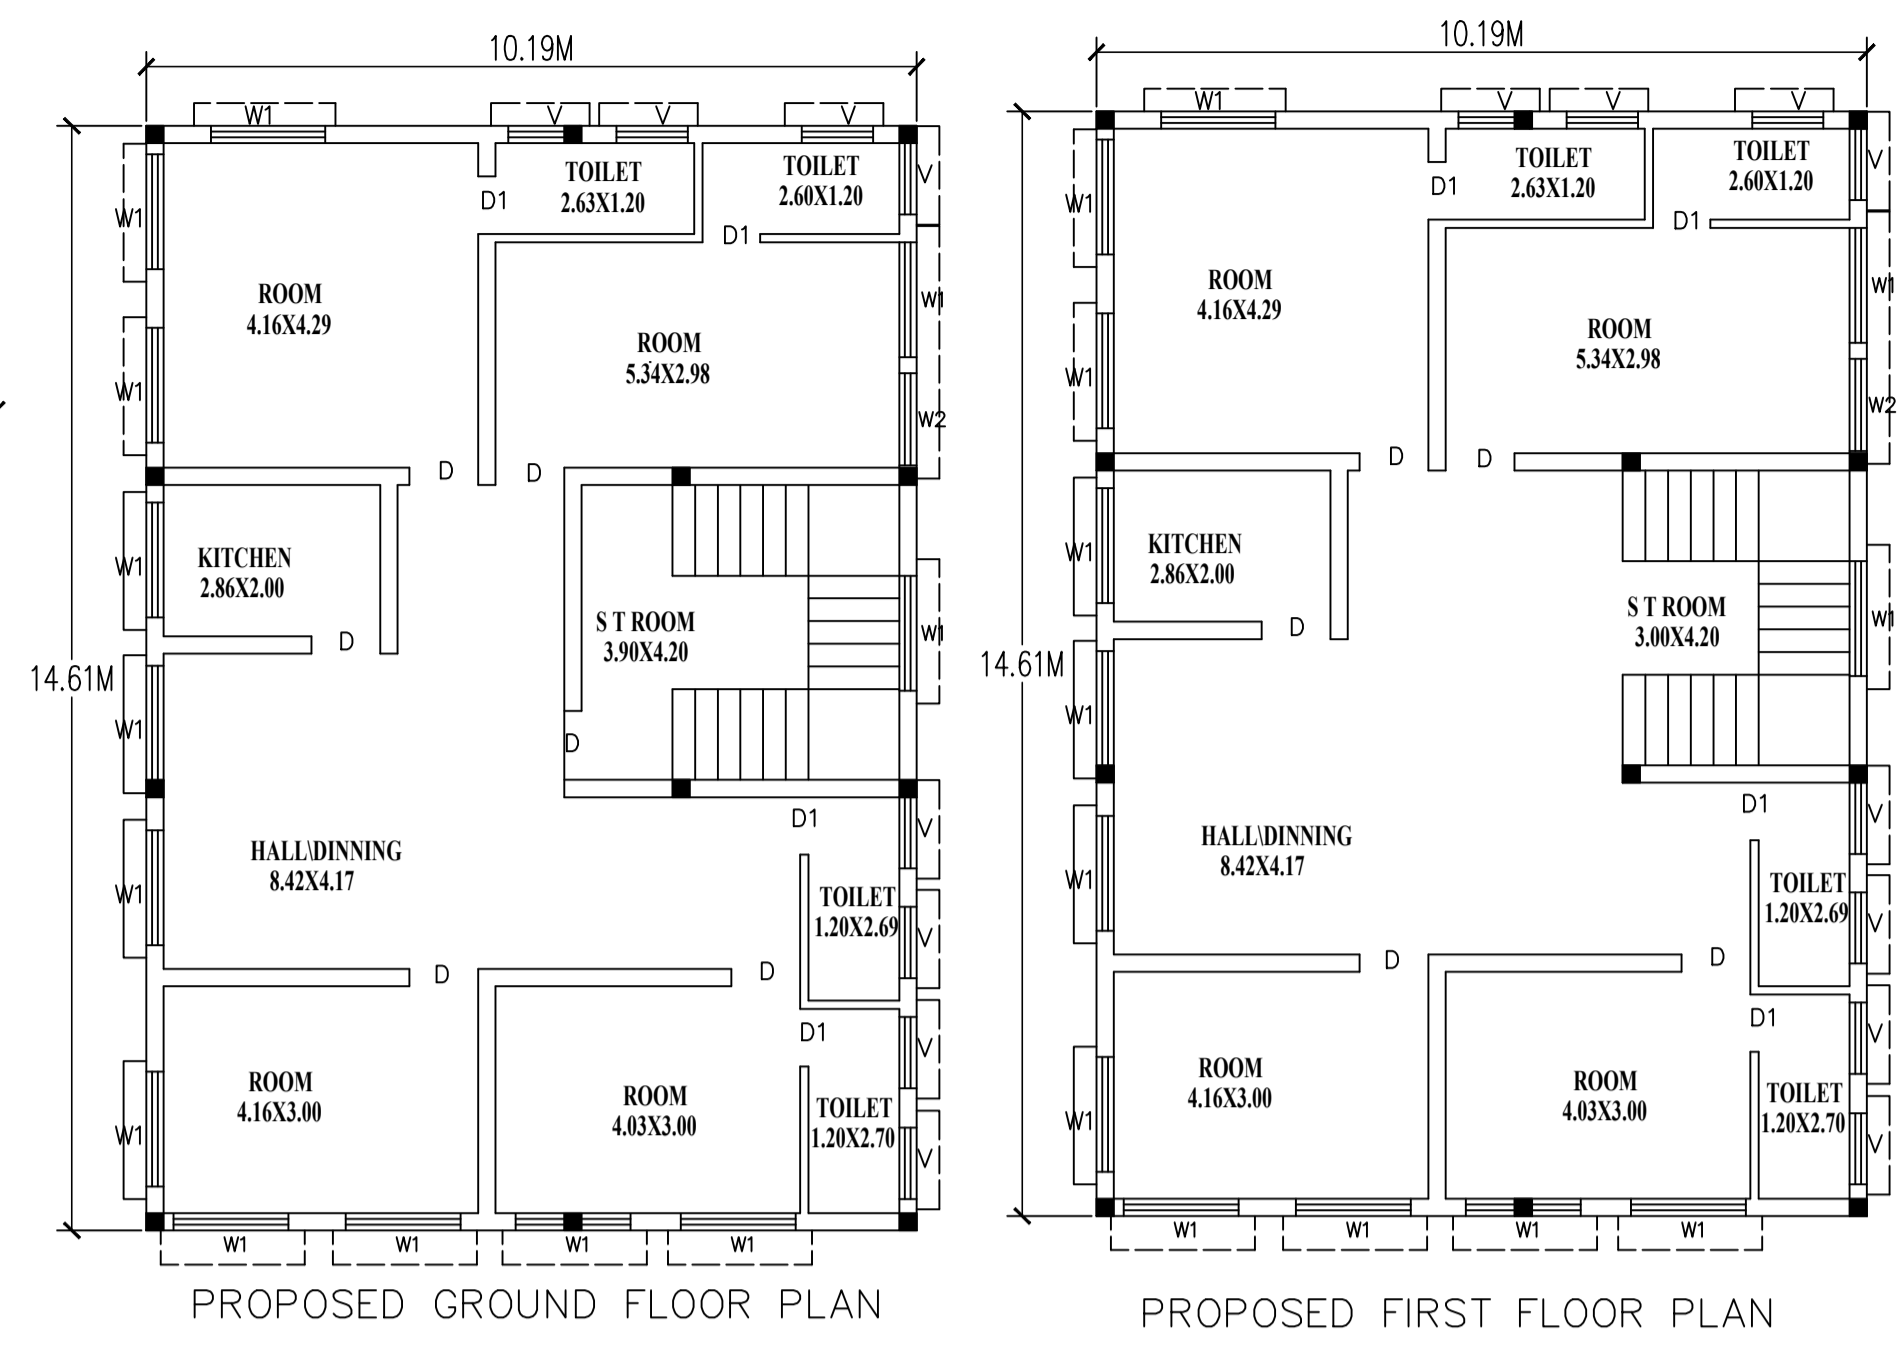 10.19M
W1
V
V
V
TOILET
2.63X1.20
TOILET
2.60X1.20
V
D1
W1
D1
ROOM
4.16X4.29
W1
ROOM
5.34X2.98
W1
W2
D
D
KITCHEN
2.86X2.00
W1
S T ROOM
3.90X4.20
W1
D
14.61M
W1
D
D1
V
HALL\DINNING
8.42X4.17
W1
TOILET
1.20X2.69
V
D
D
D1
V
ROOM
4.16X3.00
ROOM
4.03X3.00
TOILET
1.20X2.70
W1
V
W1
W1
W1
W1
PROPOSED GROUND FLOOR PLAN
10.19M
W1
V
V
V
TOILET
2.63X1.20
TOILET
2.60X1.20
V
D1
W1
D1
ROOM
4.16X4.29
W1
ROOM
5.34X2.98
W1
W2
D
D
KITCHEN
2.86X2.00
W1
S T ROOM
3.00X4.20
W1
D
14.61M
W1
D1
V
HALL\DINNING
8.42X4.17
W1
TOILET
1.20X2.69
V
D
D
D1
V
ROOM
4.16X3.00
ROOM
4.03X3.00
TOILET
1.20X2.70
W1
V
W1
W1
W1
W1
PROPOSED FIRST FLOOR PLAN